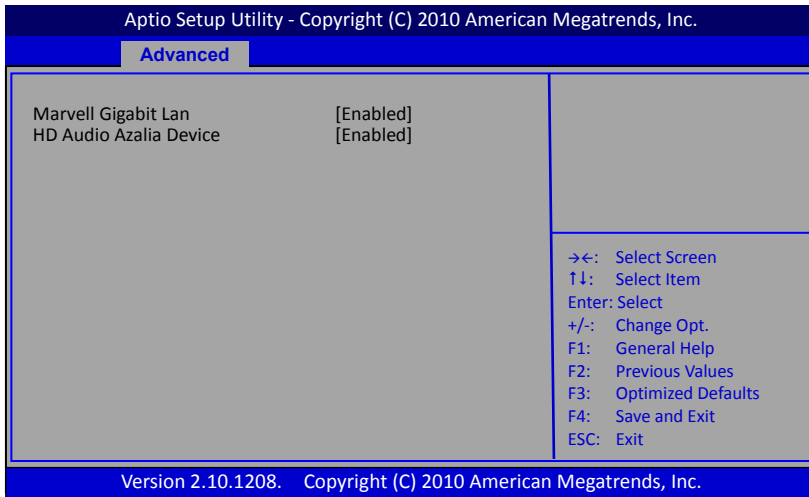 Aptio Setup Utility - Copyright (C) 2010 American Megatrends, Inc.
Advanced
Marvell Gigabit Lan [Enabled]
HD Audio Azalia Device [Enabled]
→←: Select Screen
↑↓: Select Item
Enter: Select
+/-: Change Opt.
F1: General Help
F2: Previous Values
F3: Optimized Defaults
F4: Save and Exit
ESC: Exit
Version 2.10.1208. Copyright (C) 2010 American Megatrends, Inc.